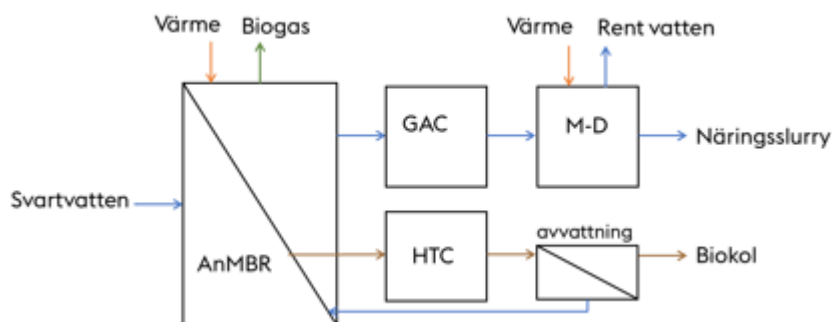 Värme
Biogas
Värme
Rent vatten
GAC
M-D
Näringsslurry
Svartvatten
AnMBR
HTC
avvattning
Biokol